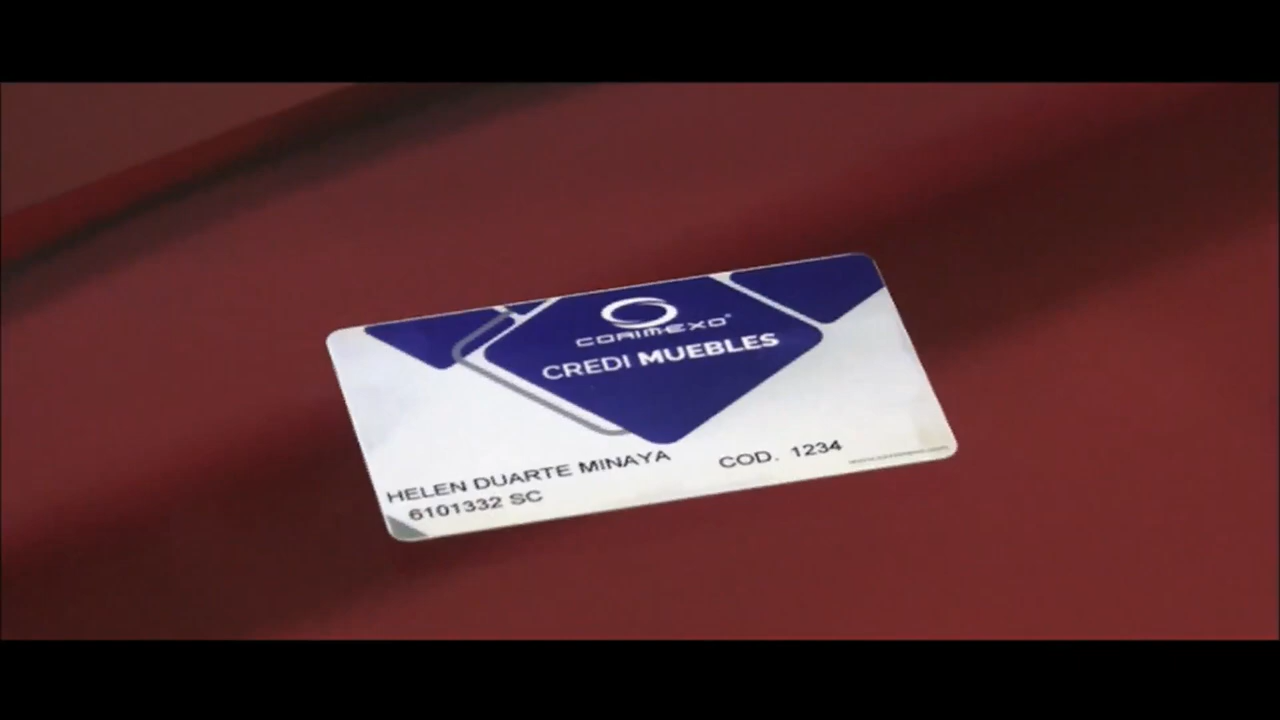 CORIMEXO
CREDI MUEBLES
HELEN DUARTE MINAYA COD. 1234
6101332 SC